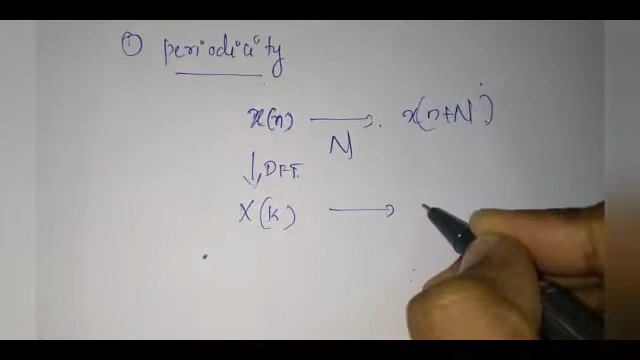 ① periodicity
x(n) → x(n+N)
N
↓ DFT
X(k) →